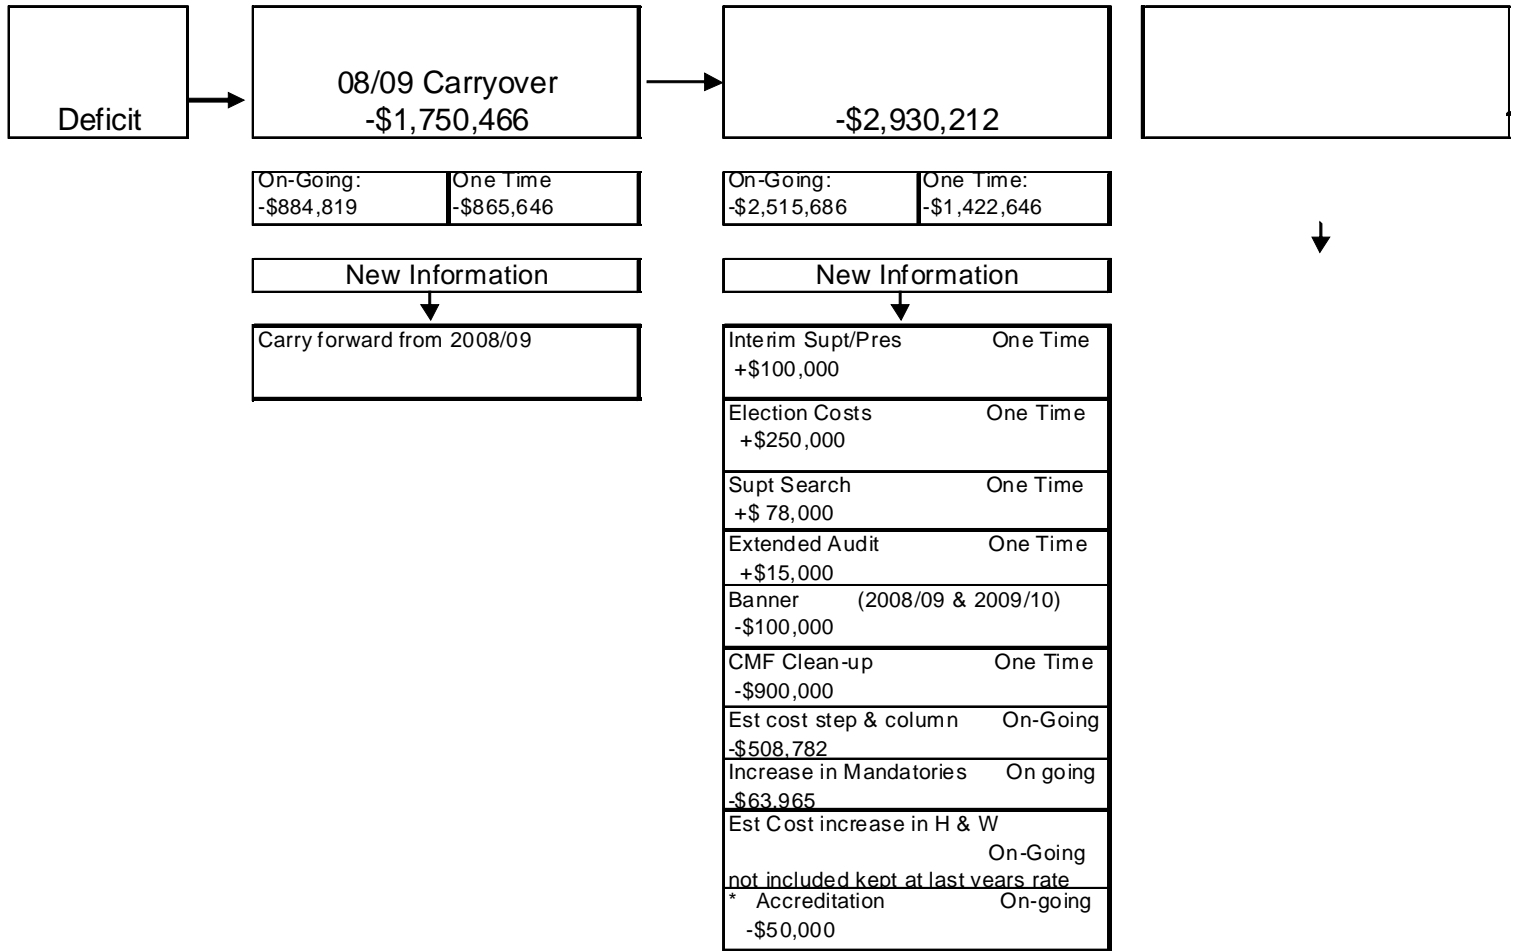 Deficit
08/09 Carryover
-$1,750,466
-$2,930,212
On-Going:
-$884,819
One Time
-$865,646
On-Going:
-$2,515,686
One Time:
-$1,422,646
New Information
New Information
Carry forward from 2008/09
Interim Supt/Pres One Time
+$100,000
Election Costs One Time
+$250,000
Supt Search One Time
+$ 78,000
Extended Audit One Time
+$15,000
Banner (2008/09 & 2009/10)
-$100,000
CMF Clean-up One Time
-$900,000
Est cost step & column On-Going
-$508,782
Increase in Mandatories On going
-$63,965
Est Cost increase in H & W
On-Going
not included kept at last years rate
* Accreditation On-going
-$50,000